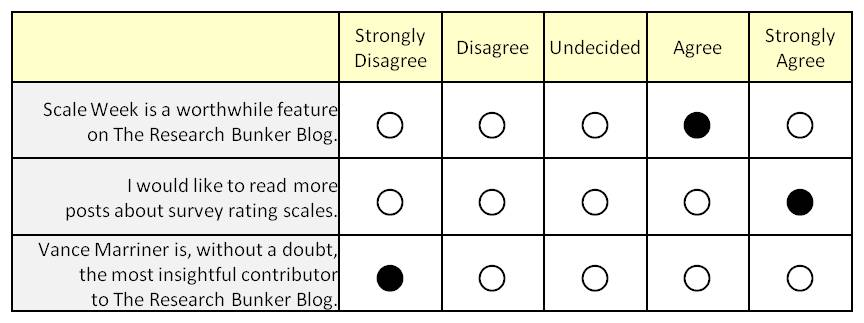 Strongly
Disagree
Disagree
Undecided
Agree
Strongly
Agree
Scale Week is a worthwhile feature
on The Research Bunker Blog.
I would like to read more
posts about survey rating scales.
Vance Marriner is, without a doubt,
the most insightful contributor
to The Research Bunker Blog.